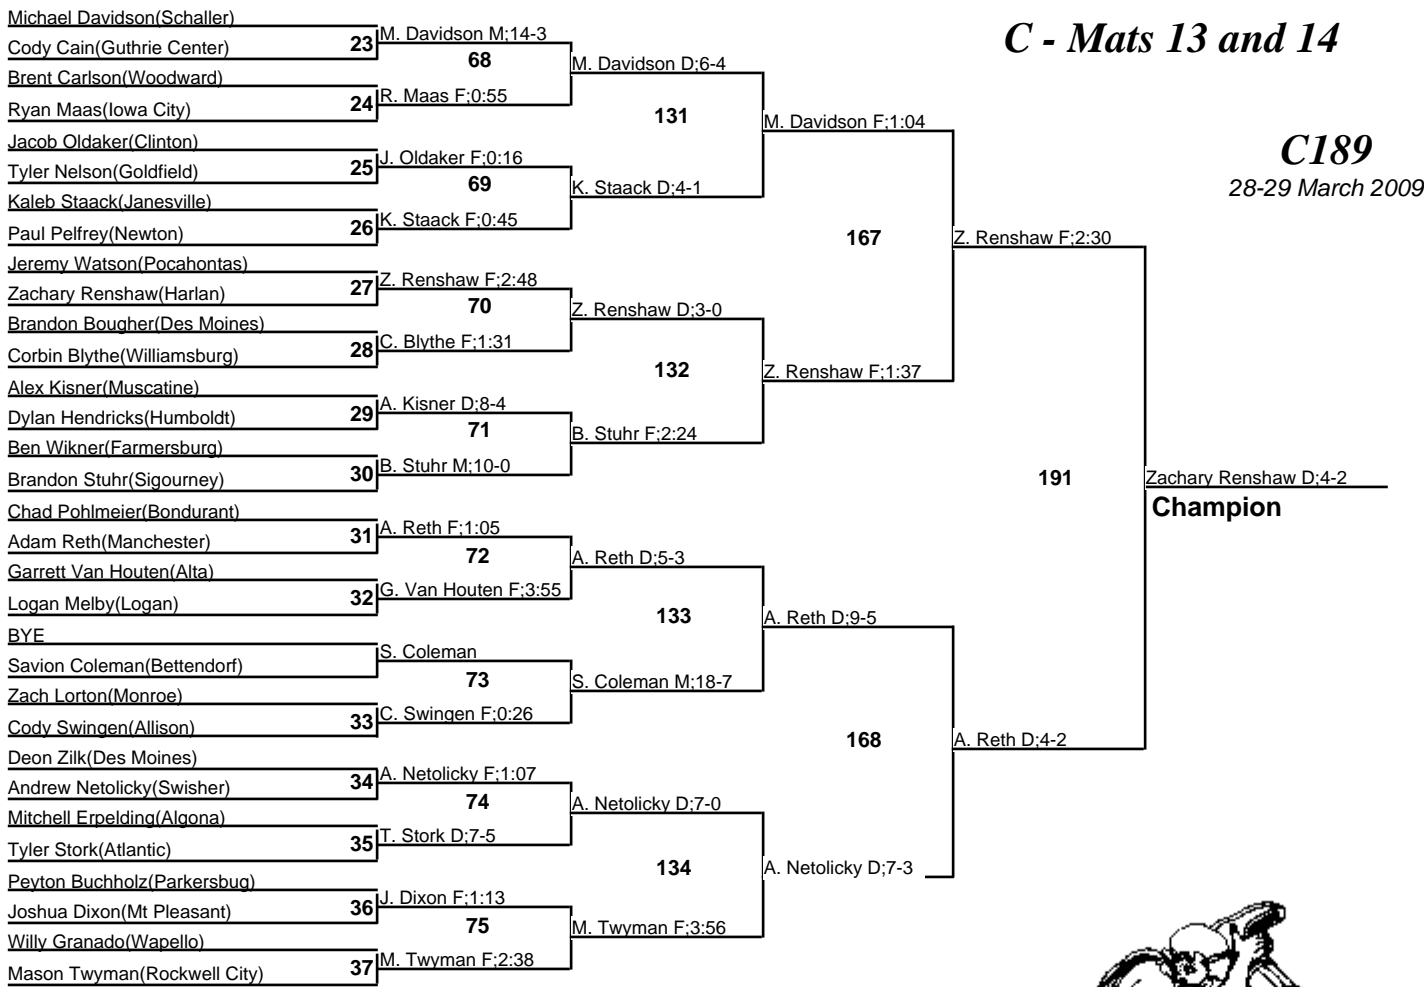 C - Mats 13 and 14
C189
28-29 March 2009
Michael Davidson(Schaller)
Cody Cain(Guthrie Center)
Brent Carlson(Woodward)
Ryan Maas(Iowa City)
Jacob Oldaker(Clinton)
Tyler Nelson(Goldfield)
Kaleb Staack(Janesville)
Paul Pelfrey(Newton)
Jeremy Watson(Pocahontas)
Zachary Renshaw(Harlan)
Brandon Bougher(Des Moines)
Corbin Blythe(Williamsburg)
Alex Kisner(Muscatine)
Dylan Hendricks(Humboldt)
Ben Wikner(Farmersburg)
Brandon Stuhr(Sigourney)
Chad Pohlmeier(Bondurant)
Adam Reth(Manchester)
Garrett Van Houten(Alta)
Logan Melby(Logan)
BYE
Savion Coleman(Bettendorf)
Zach Lorton(Monroe)
Cody Swingen(Allison)
Deon Zilk(Des Moines)
Andrew Netolicky(Swisher)
Mitchell Erpelding(Algona)
Tyler Stork(Atlantic)
Peyton Buchholz(Parkersbug)
Joshua Dixon(Mt Pleasant)
Willy Granado(Wapello)
Mason Twyman(Rockwell City)
23
24
25
26
27
28
29
30
31
32
33
34
35
36
37
M. Davidson M;14-3
R. Maas F;0:55
J. Oldaker F;0:16
K. Staack F;0:45
Z. Renshaw F;2:48
C. Blythe F;1:31
A. Kisner D;8-4
B. Stuhr M;10-0
A. Reth F;1:05
G. Van Houten F;3:55
S. Coleman
C. Swingen F;0:26
A. Netolicky F;1:07
T. Stork D;7-5
J. Dixon F;1:13
M. Twyman F;2:38
68
69
70
71
72
73
74
75
M. Davidson D;6-4
K. Staack D;4-1
Z. Renshaw D;3-0
B. Stuhr F;2:24
A. Reth D;5-3
S. Coleman M;18-7
A. Netolicky D;7-0
M. Twyman F;3:56
131
132
133
134
M. Davidson F;1:04
Z. Renshaw F;1:37
A. Reth D;9-5
A. Netolicky D;7-3
167
168
Z. Renshaw F;2:30
A. Reth D;4-2
191
Zachary Renshaw D;4-2
Champion